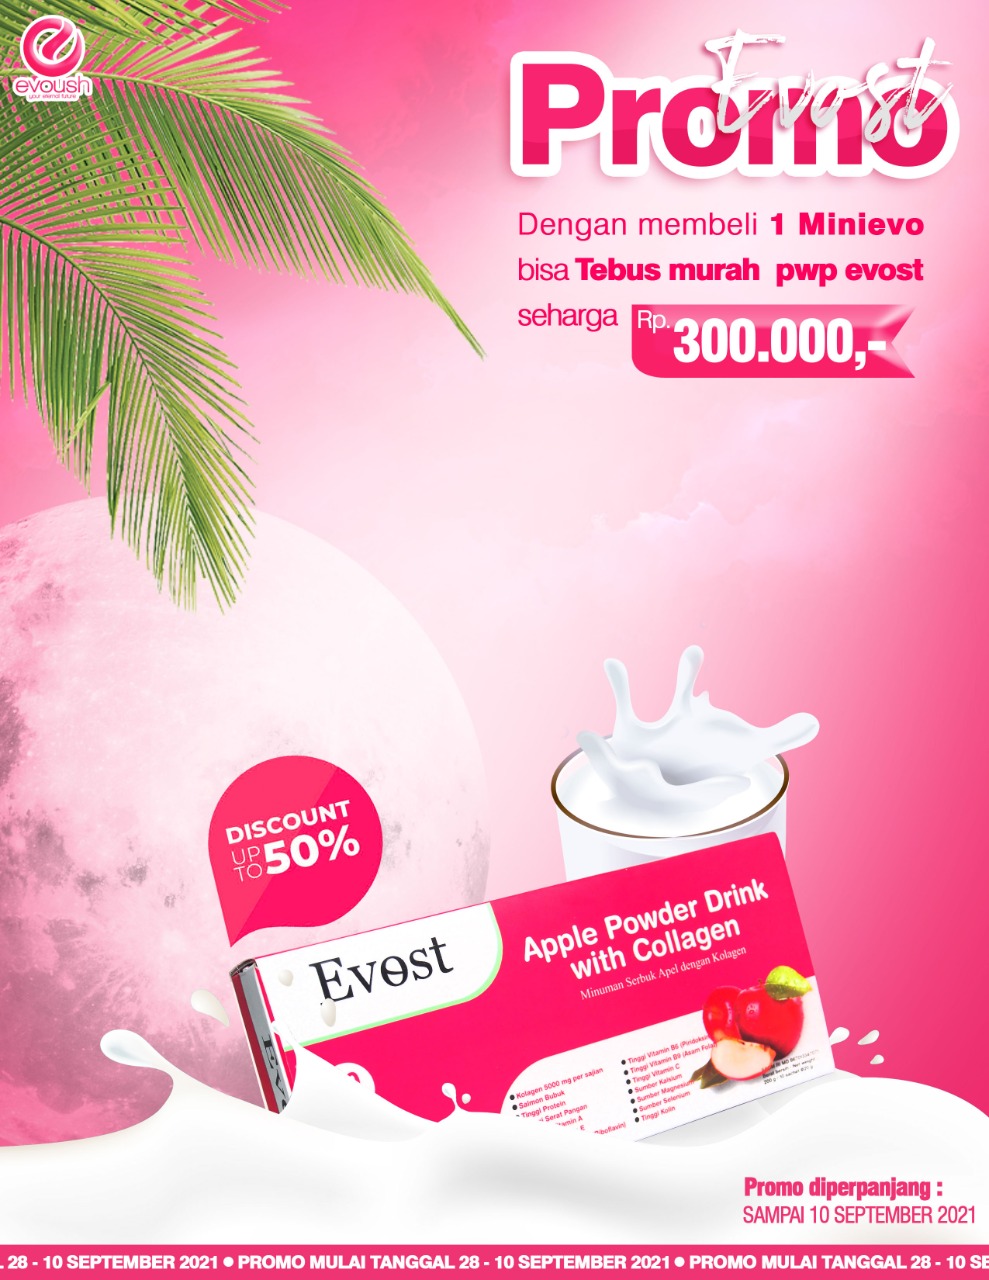 evoush
your eternal future
Promo
Evost
Dengan membeli 1 Minievo
bisa Tebus murah pwp evost
seharga Rp. 300.000,-
DISCOUNT
UP TO 50%
Evost
Apple Powder Drink
with Collagen
Minuman Serbuk Apel dengan Kolagen
Kolagen 5000 mg per sajian
Salmon Bubuk
Tinggi Protein
Serat Pangan
Tinggi Vitamin B6
Tinggi Vitamin B9 (Asam Folat)
Tinggi Vitamin C
Sumber Kalsium
Sumber Magnesium
Sumber Selenium
Tinggi Kolin
Promo diperpanjang :
SAMPAI 10 SEPTEMBER 2021
28 - 10 SEPTEMBER 2021 ● PROMO MULAI TANGGAL 28 - 10 SEPTEMBER 2021 ● PROMO MULAI TANGGAL 28 - 10 SE